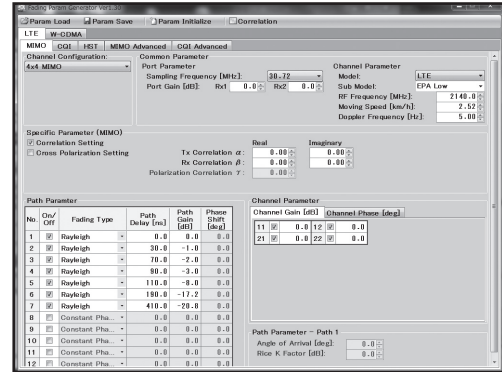 Fading Param Generator Ver1.30
Param Load Param Save Param Initialize Correlation
LTE W-CDMA
MIMO CQI HST MIMO Advanced CQI Advanced
Channel Configuration:
4x4 MIMO
Common Parameter
Port Parameter
Sampling Frequency [MHz]: 30.72
Port Gain [dB]: Rx1 0.0 Rx2 0.0
Channel Parameter
Model: LTE
Sub Model: EPA Low
RF Frequency [MHz] 2140.0
Moving Speed [km/h]: 2.52
Doppler Frequency [Hz]: 5.00
Specific Parameter (MIMO)
Correlation Setting
Cross Polarization Setting
Real Imaginary
Tx Correlation α: 0.00 0.00
Rx Correlation β: 0.00 0.00
Polarization Correlation γ: 0.00
Path Paramter
No. On/Off Fading Type Path Delay [ns] Path Gain [dB] Phase Shift [deg]
1 Rayleigh 0.0 0.0 0.0
2 Rayleigh 30.0 -1.0 0.0
3 Rayleigh 70.0 -2.0 0.0
4 Rayleigh 90.0 -3.0 0.0
5 Rayleigh 110.0 -8.0 0.0
6 Rayleigh 190.0 -17.2 0.0
7 Rayleigh 410.0 -20.8 0.0
8 Constant Pha... 0.0 0.0 0.0
9 Constant Pha... 0.0 0.0 0.0
10 Constant Pha... 0.0 0.0 0.0
11 Constant Pha... 0.0 0.0 0.0
12 Constant Pha... 0.0 0.0 0.0
Channel Parameter
Channel Gain [dB] Channel Phase [deg]
11 0.0 12 0.0
21 0.0 22 0.0
Path Parameter - Path 1
Angle of Arrival [deg]: 0.0
Rice K Factor [dB]: 0.0